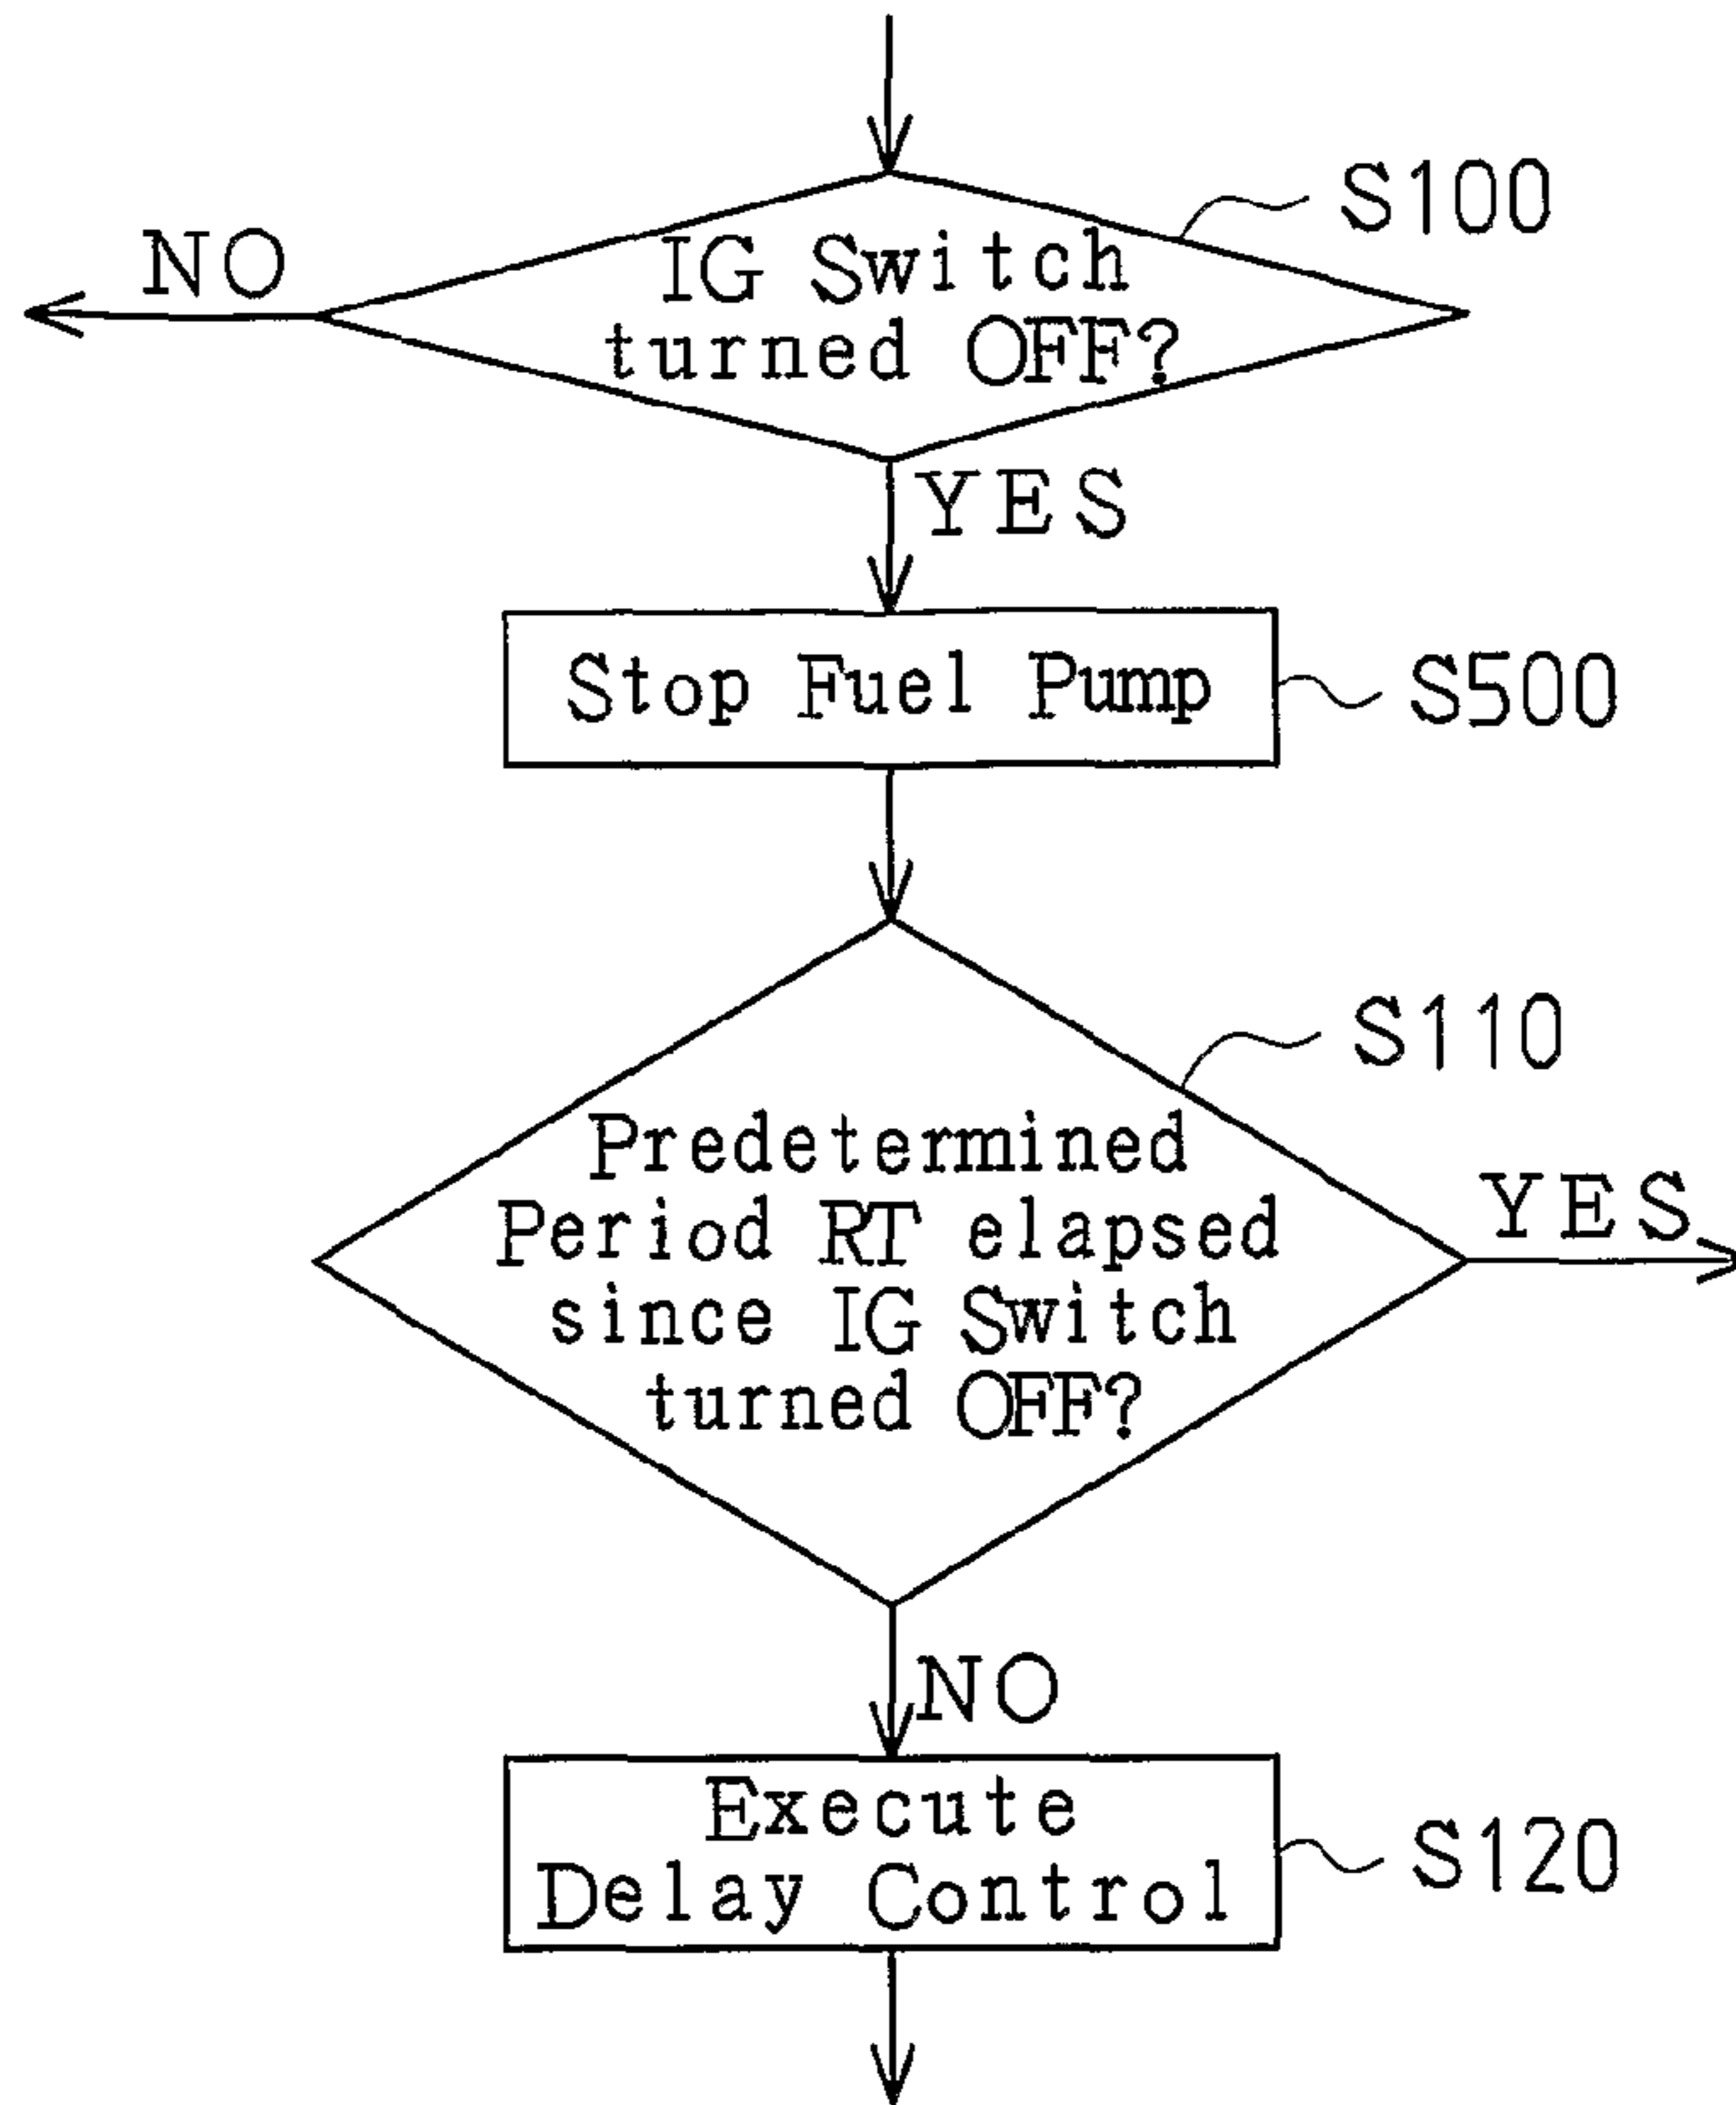 S100
IG Switch
NO
turned OFF?
YES
Stop Fuel Pump
S500
S110
Predetermined
YES
Period RT elapsed
since IG Switch
turned OFF?
NO
Execute
S120
Delay Control